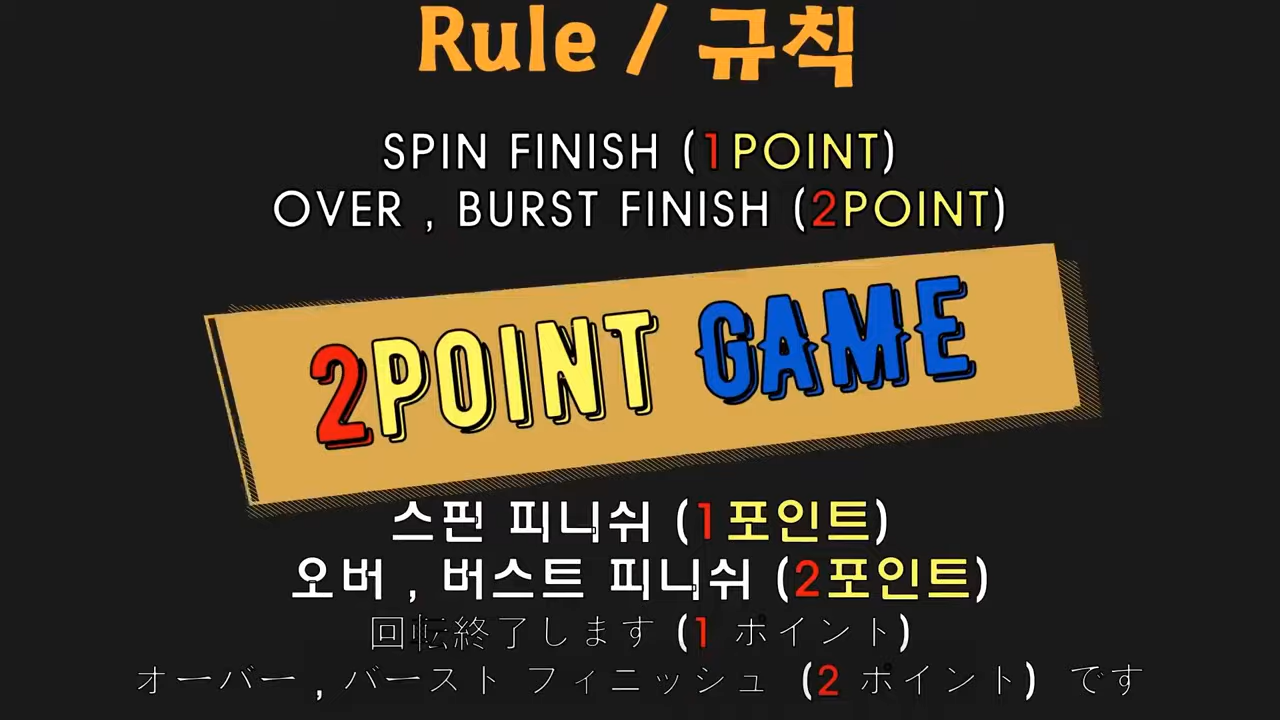 Rule / 규칙
SPIN FINISH (1POINT)
OVER , BURST FINISH (2POINT)
2POINT GAME
스핀 피니쉬 (1포인트)
오버 , 버스트 피니쉬 (2포인트)
回転終了します (1 ポイント)
オーバー , バースト フィニッシュ (2 ポイント) です